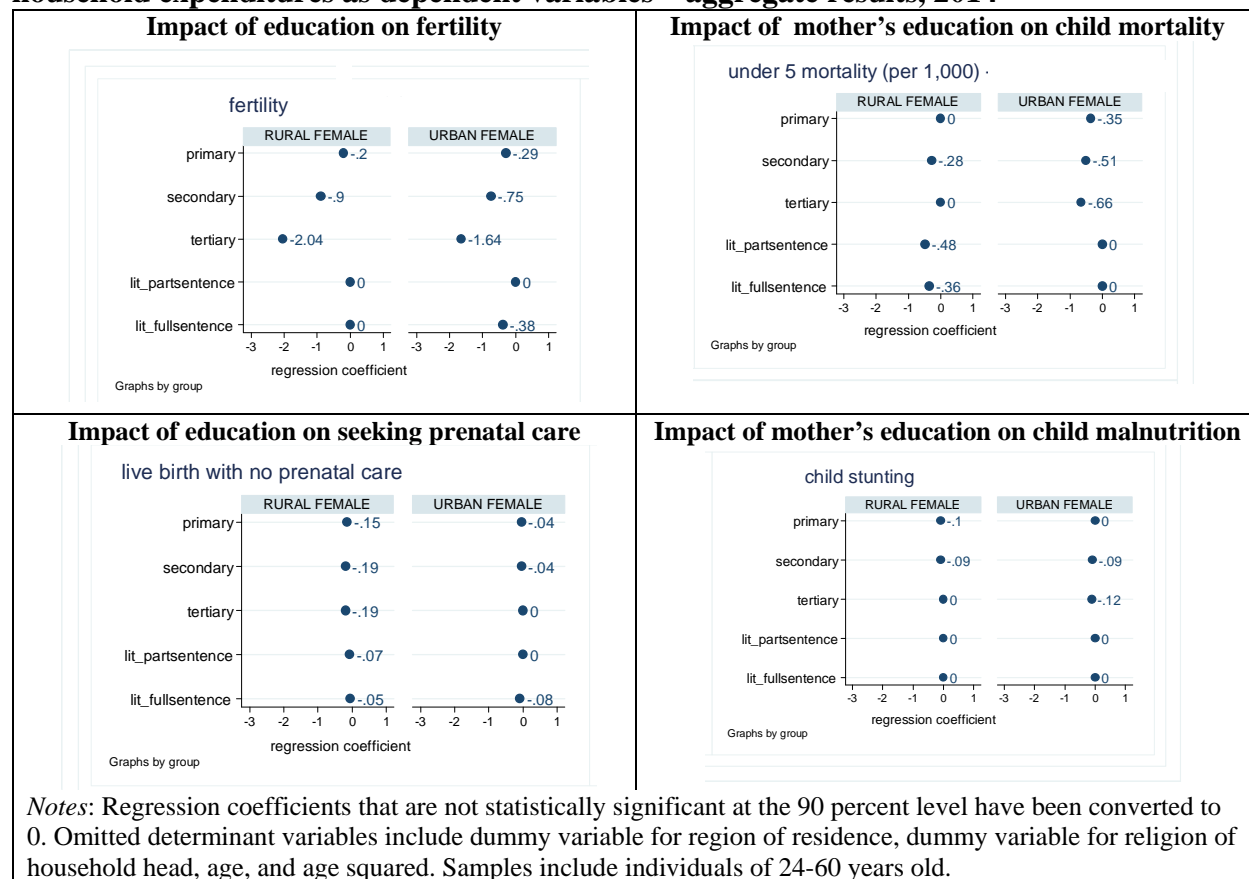 household expenditures as dependent variables – aggregate results, 2014
Impact of education on fertility
fertility
RURAL FEMALE
URBAN FEMALE
primary
-.2
-.29
secondary
-.9
-.75
tertiary
-2.04
-1.64
lit_partsentence
0
0
lit_fullsentence
0
-.38
-3 -2 -1 0 1
-3 -2 -1 0 1
regression coefficient
Graphs by group
Impact of mother's education on child mortality
under 5 mortality (per 1,000) ·
RURAL FEMALE
URBAN FEMALE
primary
0
-.35
secondary
-.28
-.51
tertiary
0
-.66
lit_partsentence
-.48
0
lit_fullsentence
-.36
0
-3 -2 -1 0 1
-3 -2 -1 0 1
regression coefficient
Graphs by group
Impact of education on seeking prenatal care
live birth with no prenatal care
RURAL FEMALE
URBAN FEMALE
primary
-.15
-.04
secondary
-.19
-.04
tertiary
-.19
0
lit_partsentence
-.07
0
lit_fullsentence
-.05
-.08
-3 -2 -1 0 1
-3 -2 -1 0 1
regression coefficient
Graphs by group
Impact of mother's education on child malnutrition
child stunting
RURAL FEMALE
URBAN FEMALE
primary
-.1
0
secondary
-.09
-.09
tertiary
0
-.12
lit_partsentence
0
0
lit_fullsentence
0
0
-3 -2 -1 0 1
-3 -2 -1 0 1
regression coefficient
Graphs by group
Notes: Regression coefficients that are not statistically significant at the 90 percent level have been converted to
0. Omitted determinant variables include dummy variable for region of residence, dummy variable for religion of
household head, age, and age squared. Samples include individuals of 24-60 years old.